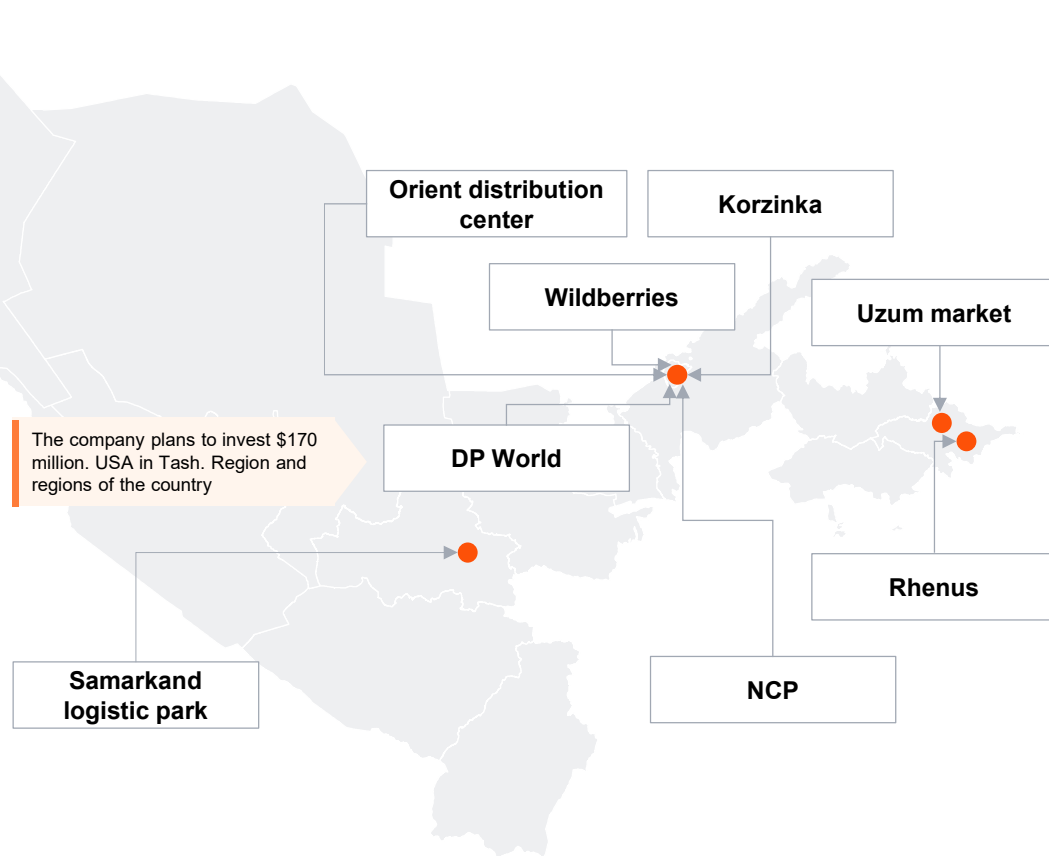 Orient distribution
center
Korzinka
Wildberries
Uzum market
The company plans to invest $170
million. USA in Tash. Region and
regions of the country
DP World
Rhenus
Samarkand
logistic park
NCP